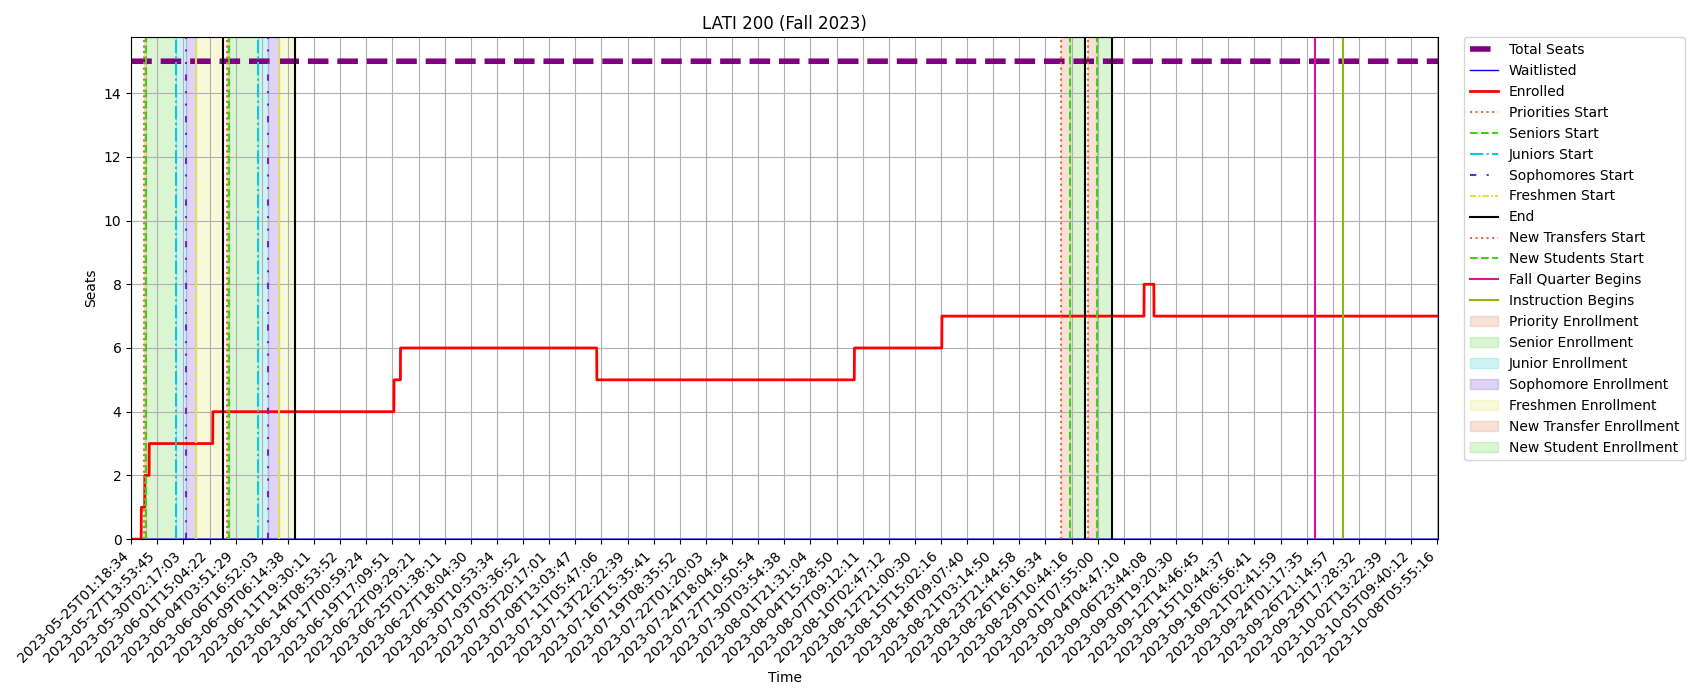 LATI 200 (Fall 2023)
Seats
14
12
10
8
6
4
2
0
2023-05-25T01:18:34
2023-05-27T13:53:45
2023-05-30T02:17:03
2023-06-01T15:04:22
2023-06-04T03:51:29
2023-06-06T16:52:03
2023-06-09T06:14:38
2023-06-11T19:30:11
2023-06-14T08:53:52
2023-06-17T00:59:24
2023-06-19T17:09:51
2023-06-22T09:29:21
2023-06-25T01:38:11
2023-06-27T18:04:30
2023-06-30T10:53:34
2023-07-03T03:36:52
2023-07-05T20:17:01
2023-07-08T13:03:47
2023-07-11T05:47:06
2023-07-13T22:22:39
2023-07-16T15:35:41
2023-07-19T08:35:52
2023-07-22T01:20:03
2023-07-24T18:04:54
2023-07-27T10:50:54
2023-07-30T03:54:38
2023-08-01T21:31:04
2023-08-04T15:28:50
2023-08-07T09:12:11
2023-08-10T02:47:12
2023-08-12T21:00:30
2023-08-15T15:02:16
2023-08-18T09:07:40
2023-08-21T03:14:50
2023-08-23T21:44:58
2023-08-26T16:16:34
2023-08-29T10:44:16
2023-09-01T07:55:00
2023-09-04T04:47:10
2023-09-06T23:44:08
2023-09-09T19:20:30
2023-09-12T14:46:45
2023-09-15T10:44:37
2023-09-18T06:56:41
2023-09-21T02:41:59
2023-09-24T01:17:35
2023-09-26T21:14:57
2023-09-29T17:28:32
2023-10-02T13:22:39
2023-10-05T09:40:12
2023-10-08T05:55:16
Time
Total Seats
Waitlisted
Enrolled
Priorities Start
Seniors Start
Juniors Start
Sophomores Start
Freshmen Start
End
New Transfers Start
New Students Start
Fall Quarter Begins
Instruction Begins
Priority Enrollment
Senior Enrollment
Junior Enrollment
Sophomore Enrollment
Freshmen Enrollment
New Transfer Enrollment
New Student Enrollment